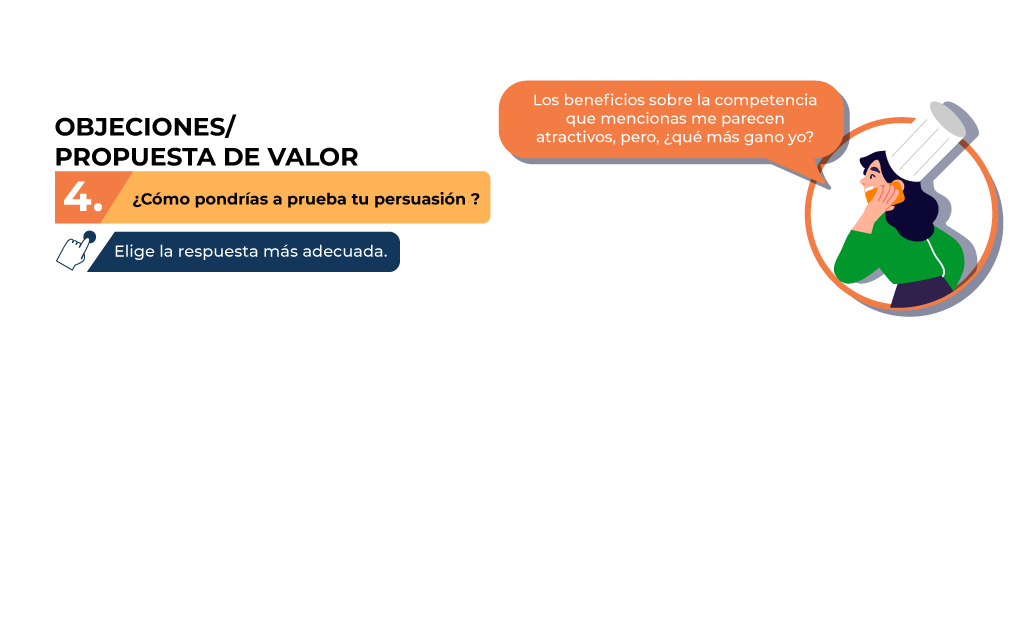 OBJECIONES/
PROPUESTA DE VALOR
4.
¿Cómo pondrías a prueba tu persuasión ?
Elige la respuesta más adecuada.
Los beneficios sobre la competencia
que mencionas me parecen
atractivos, pero, ¿qué más gano yo?